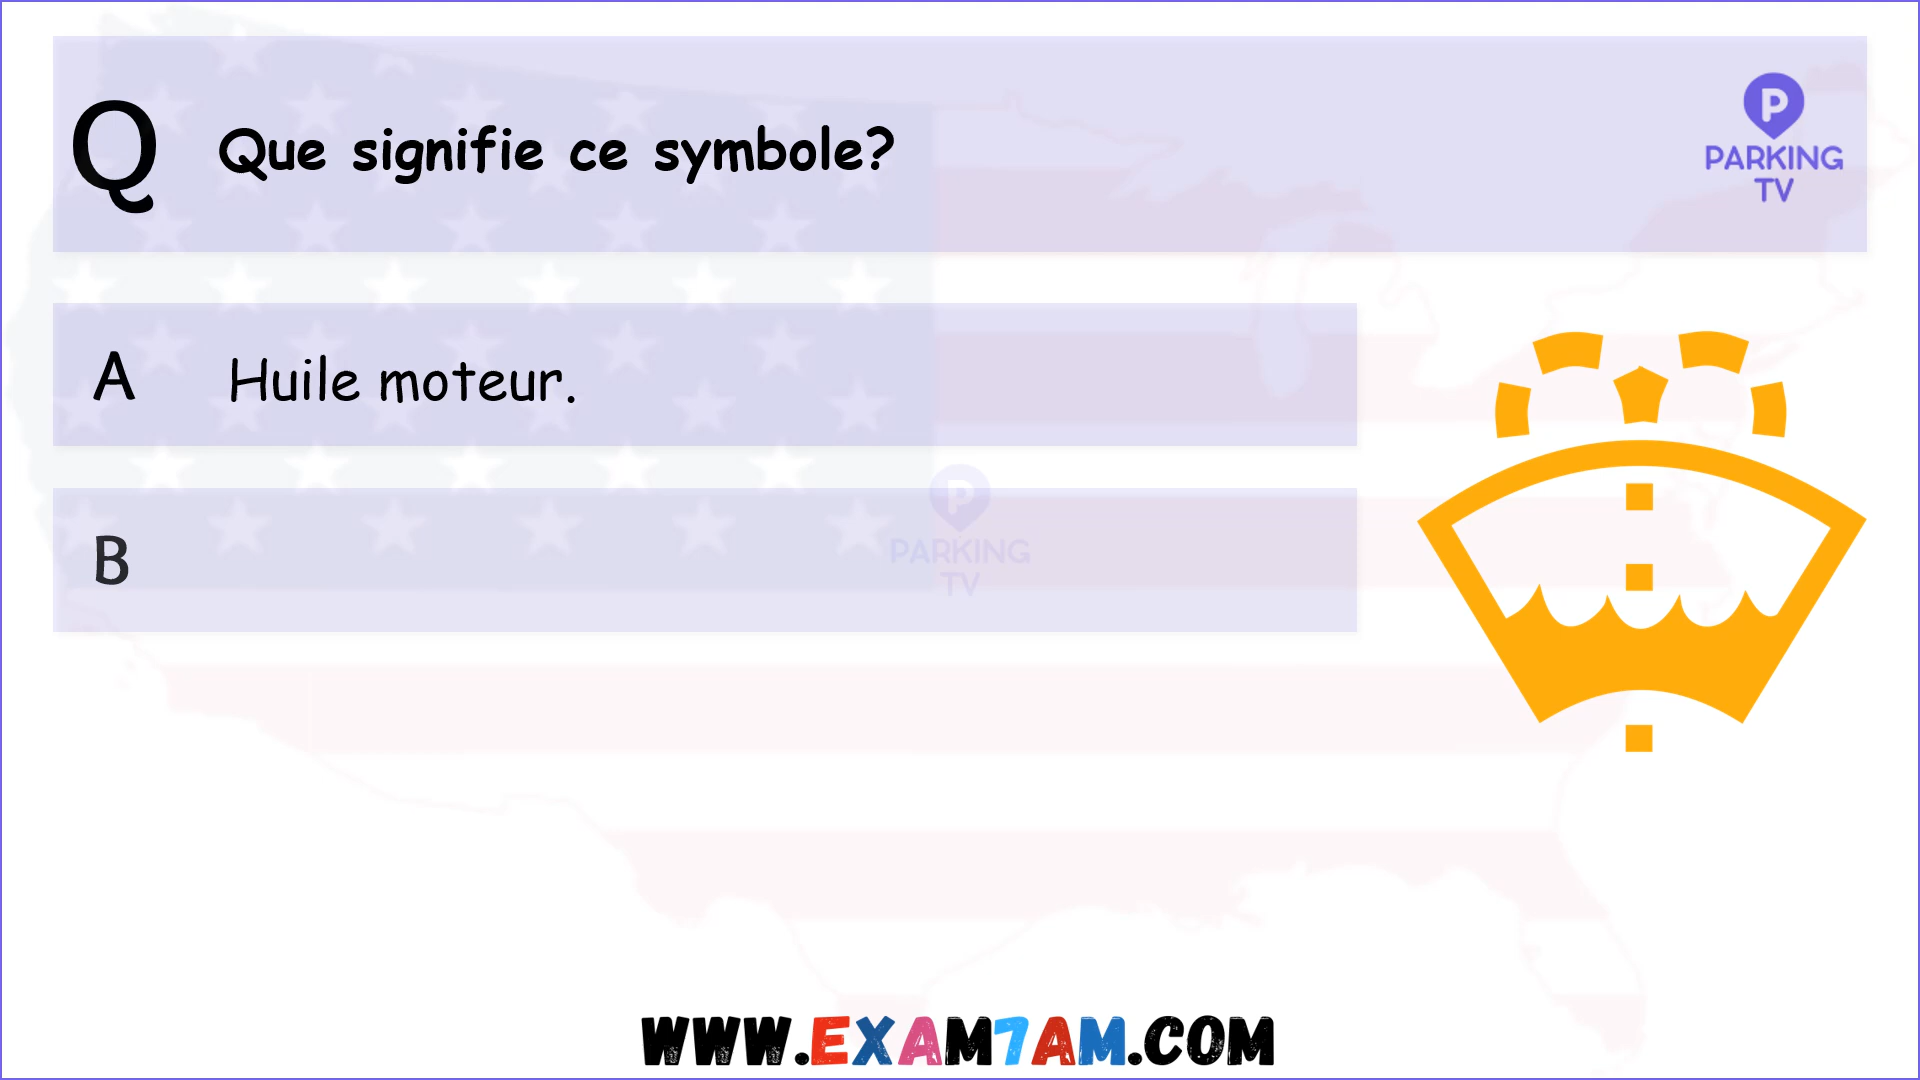 Q Que signifie ce symbole?
P
PARKING
TV
A Huile moteur.
B
P
PARKING
TV
WWW.EXAM7AM.COM